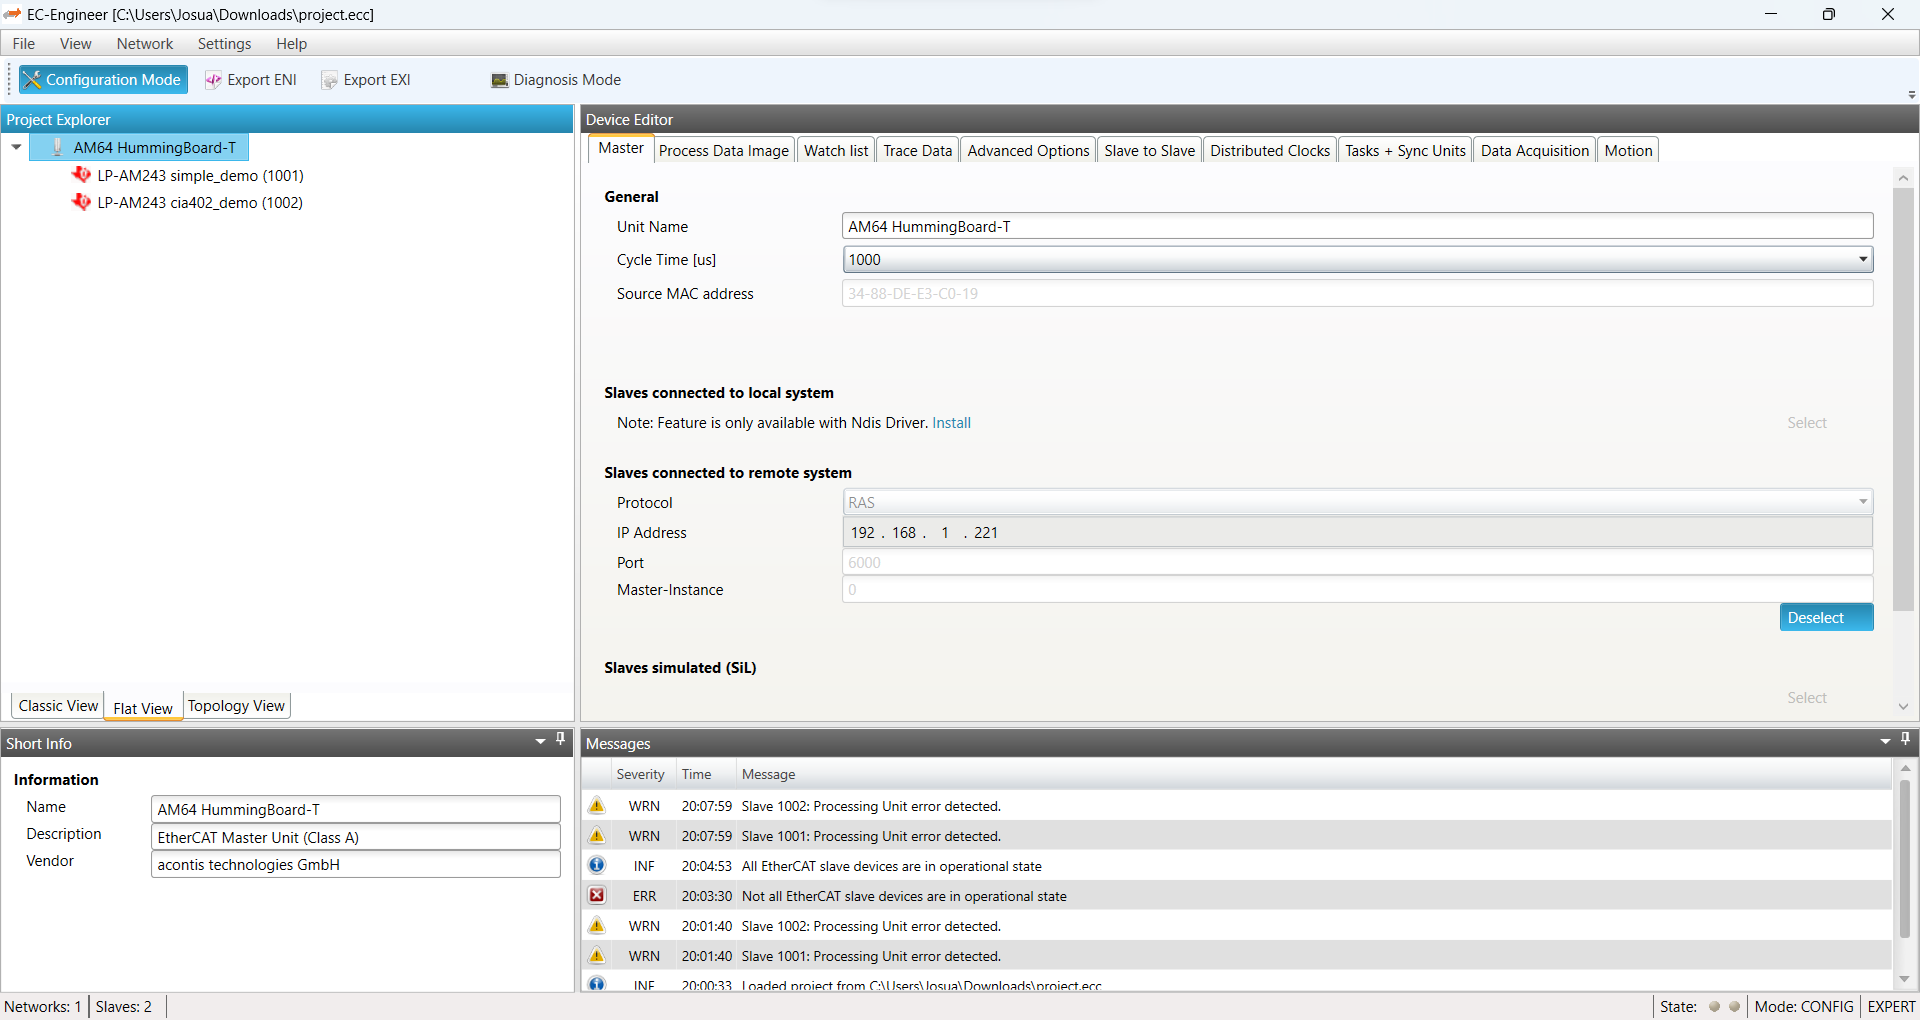 EC-Engineer [C:\Users\Josua\Downloads\project.ecc]
File View Network Settings Help
Configuration Mode Export ENI Export EXI Diagnosis Mode
Project Explorer
AM64 HummingBoard-T
LP-AM243 simple_demo (1001)
LP-AM243 cia402_demo (1002)
Classic View Flat View Topology View
Device Editor
Master Process Data Image Watch list Trace Data Advanced Options Slave to Slave Distributed Clocks Tasks + Sync Units Data Acquisition Motion
General
Unit Name AM64 HummingBoard-T
Cycle Time [us] 1000
Source MAC address 34-88-DE-E3-C0-19
Slaves connected to local system
Note: Feature is only available with Ndis Driver. Install Select
Slaves connected to remote system
Protocol RAS
IP Address 192 . 168 . 1 . 221
Port 6000
Master-Instance 0
Deselect
Slaves simulated (SiL)
Select
Short Info
Information
Name AM64 HummingBoard-T
Description EtherCAT Master Unit (Class A)
Vendor acontis technologies GmbH
Messages
Severity Time Message
WRN 20:07:59 Slave 1002: Processing Unit error detected.
WRN 20:07:59 Slave 1001: Processing Unit error detected.
INF 20:04:53 All EtherCAT slave devices are in operational state
ERR 20:03:30 Not all EtherCAT slave devices are in operational state
WRN 20:01:40 Slave 1002: Processing Unit error detected.
WRN 20:01:40 Slave 1001: Processing Unit error detected.
INF 20:00:33 Loaded project from C:\Users\Josua\Downloads\project.ecc
Networks: 1 Slaves: 2 State: Mode: CONFIG EXPERT